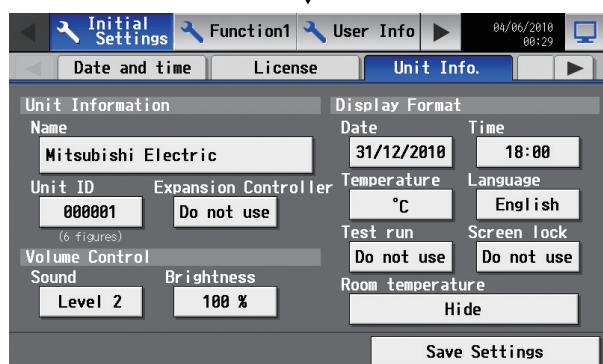 Initial Settings
Function1
User Info
04/06/2010
00:29
Date and time
License
Unit Info.
Unit Information
Name
Mitsubishi Electric
Unit ID
Expansion Controller
000001
Do not use
(6 figures)
Volume Control
Sound
Brightness
Level 2
100 %
Display Format
Date
Time
31/12/2010
18:00
Temperature
Language
°C
English
Test run
Screen lock
Do not use
Do not use
Room temperature
Hide
Save Settings